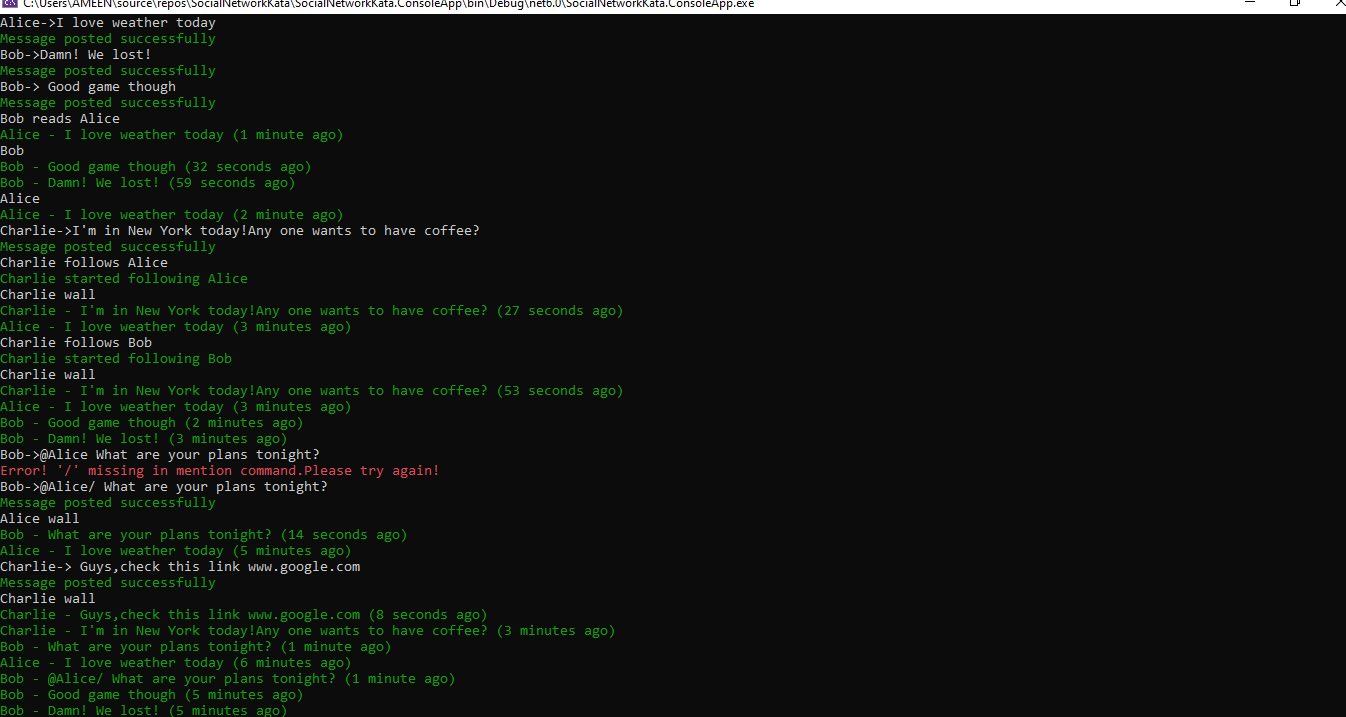 C:\Users\AMEEN\source\repos\SocialNetworkKata\SocialNetworkKata.ConsoleApp\bin\Debug\net6.0\SocialNetworkKata.ConsoleApp.exe
Alice->I love weather today
Message posted successfully
Bob->Damn! We lost!
Message posted successfully
Bob-> Good game though
Message posted successfully
Bob reads Alice
Alice - I love weather today (1 minute ago)
Bob
Bob - Good game though (32 seconds ago)
Bob - Damn! We lost! (59 seconds ago)
Alice
Alice - I love weather today (2 minute ago)
Charlie->I'm in New York today!Any one wants to have coffee?
Message posted successfully
Charlie follows Alice
Charlie started following Alice
Charlie wall
Charlie - I'm in New York today!Any one wants to have coffee? (27 seconds ago)
Alice - I love weather today (3 minutes ago)
Charlie follows Bob
Charlie started following Bob
Charlie wall
Charlie - I'm in New York today!Any one wants to have coffee? (53 seconds ago)
Alice - I love weather today (3 minutes ago)
Bob - Good game though (2 minutes ago)
Bob - Damn! We lost! (3 minutes ago)
Bob->@Alice What are your plans tonight?
Error! '/' missing in mention command.Please try again!
Bob->@Alice/ What are your plans tonight?
Message posted successfully
Alice wall
Bob - What are your plans tonight? (14 seconds ago)
Alice - I love weather today (5 minutes ago)
Charlie-> Guys,check this link www.google.com
Message posted successfully
Charlie wall
Charlie - Guys,check this link www.google.com (8 seconds ago)
Charlie - I'm in New York today!Any one wants to have coffee? (3 minutes ago)
Bob - What are your plans tonight? (1 minute ago)
Alice - I love weather today (6 minutes ago)
Bob - @Alice/ What are your plans tonight? (1 minute ago)
Bob - Good game though (5 minutes ago)
Bob - Damn! We lost! (5 minutes ago)